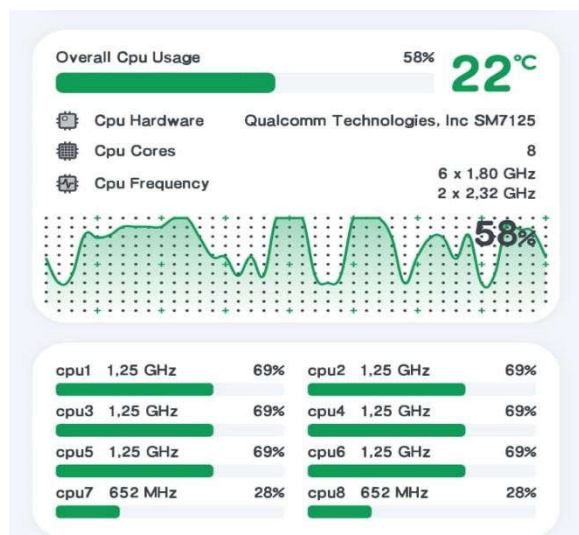 Overall Cpu Usage 58% 22°C
Cpu Hardware Qualcomm Technologies, Inc SM7125
Cpu Cores 8
Cpu Frequency 6 x 1,80 GHz
2 x 2,32 GHz
58%
cpu1 1,25 GHz 69% cpu2 1,25 GHz 69%
cpu3 1,25 GHz 69% cpu4 1,25 GHz 69%
cpu5 1,25 GHz 69% cpu6 1,25 GHz 69%
cpu7 652 MHz 28% cpu8 652 MHz 28%